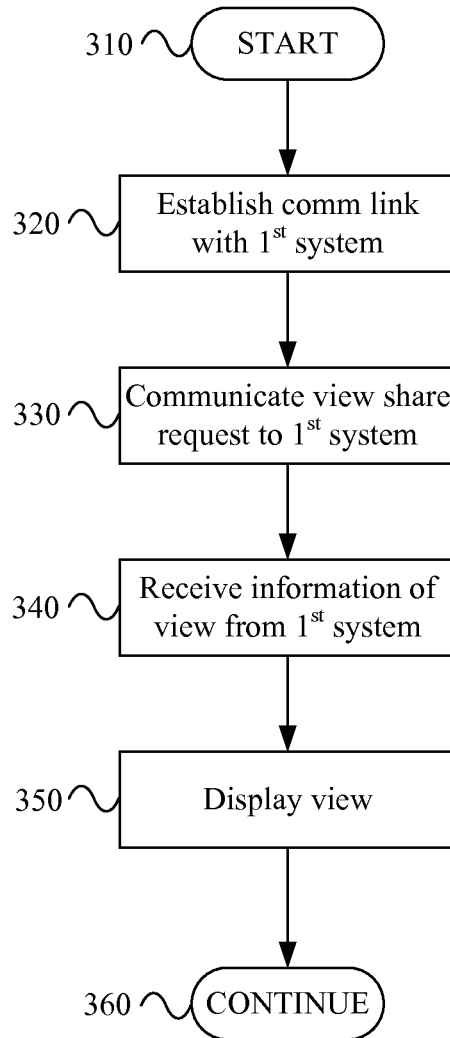 310 START
320 Establish comm link
with 1st system
330 Communicate view share
request to 1st system
340 Receive information of
view from 1st system
350 Display view
360 CONTINUE